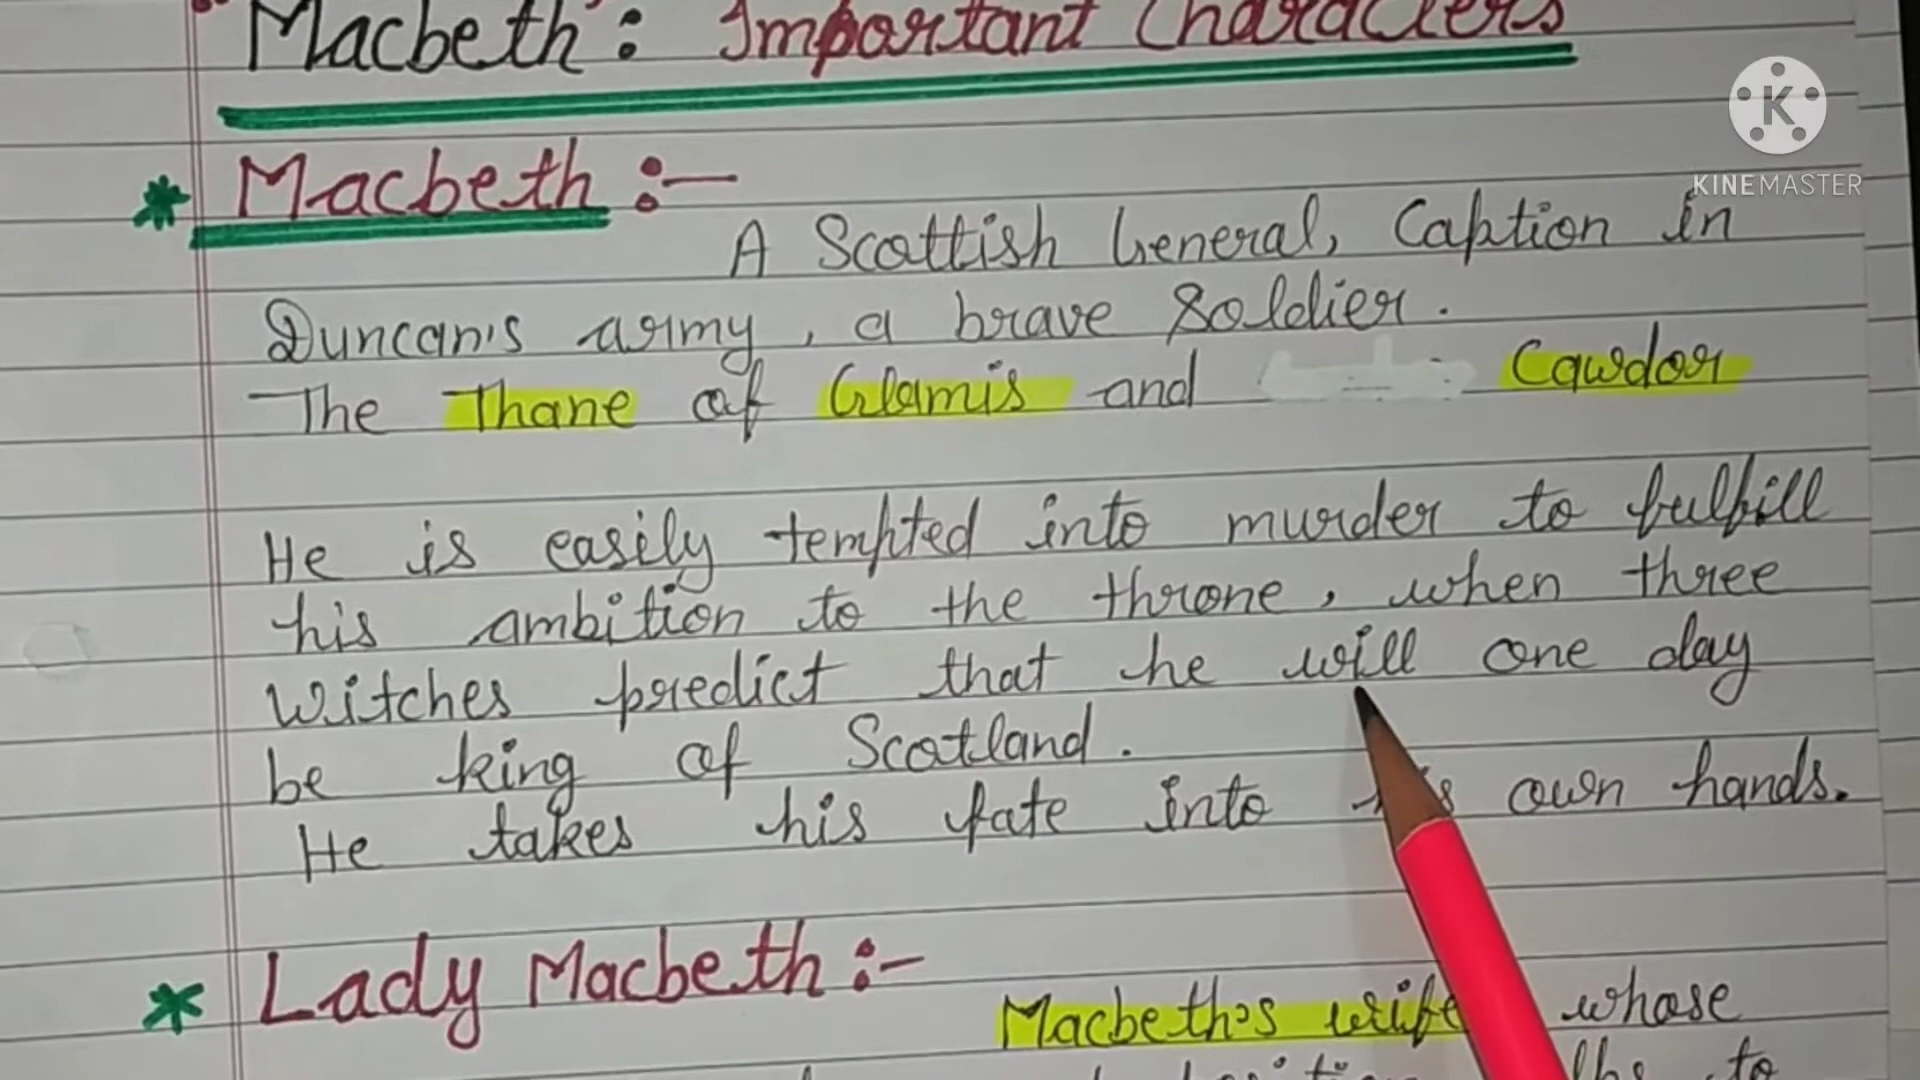 Macbeth : Important Characters
K
KINEMASTER
* Macbeth :-
A Scottish General, Caption in
Duncan's army, a brave Soldier.
The Thane of Glamis and Cawdor
He is easily tempted into murder to fulfill
his ambition to the throne, when three
witches predict that he will one day
be king of Scotland.
He takes his fate into his own hands.
* Lady Macbeth :-
Macbeth's wife whose
to